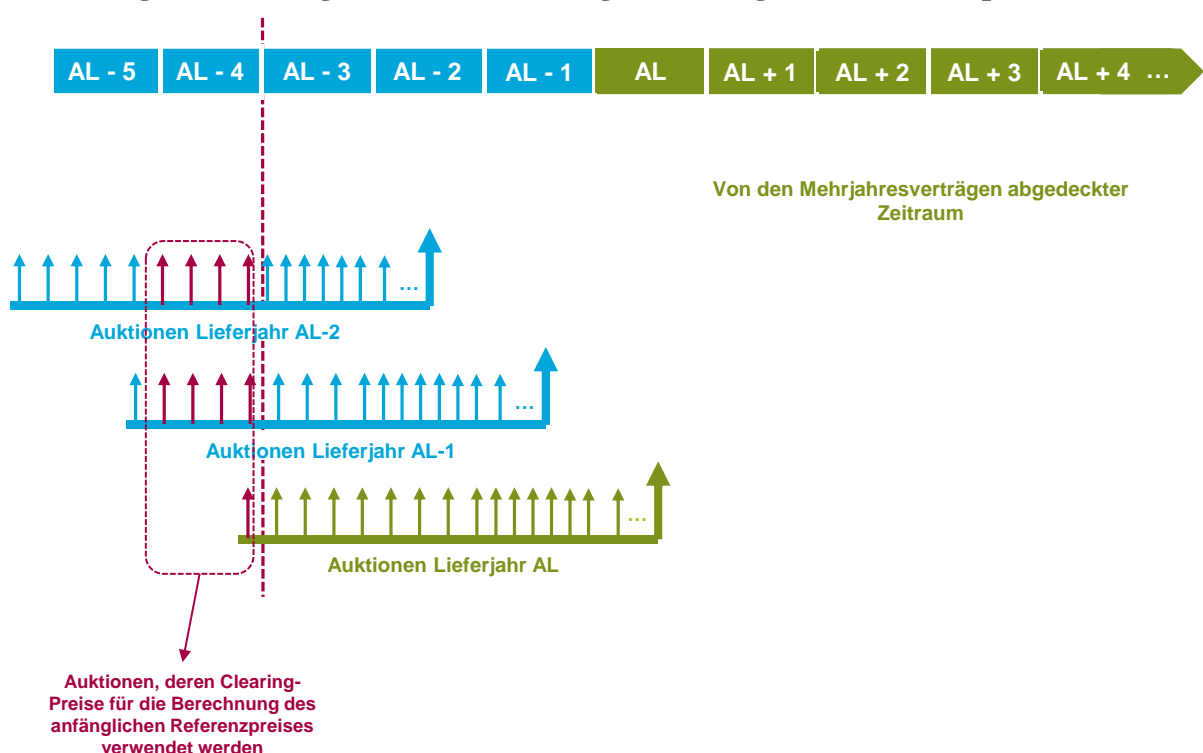 AL - 5 AL - 4 AL - 3 AL - 2 AL - 1 AL AL + 1 AL + 2 AL + 3 AL + 4 ...
Von den Mehrjahresverträgen abgedeckter
Zeitraum
...
Auktionen Lieferjahr AL-2
...
Auktionen Lieferjahr AL-1
...
Auktionen Lieferjahr AL
Auktionen, deren Clearing-
Preise für die Berechnung des
anfänglichen Referenzpreises
verwendet werden